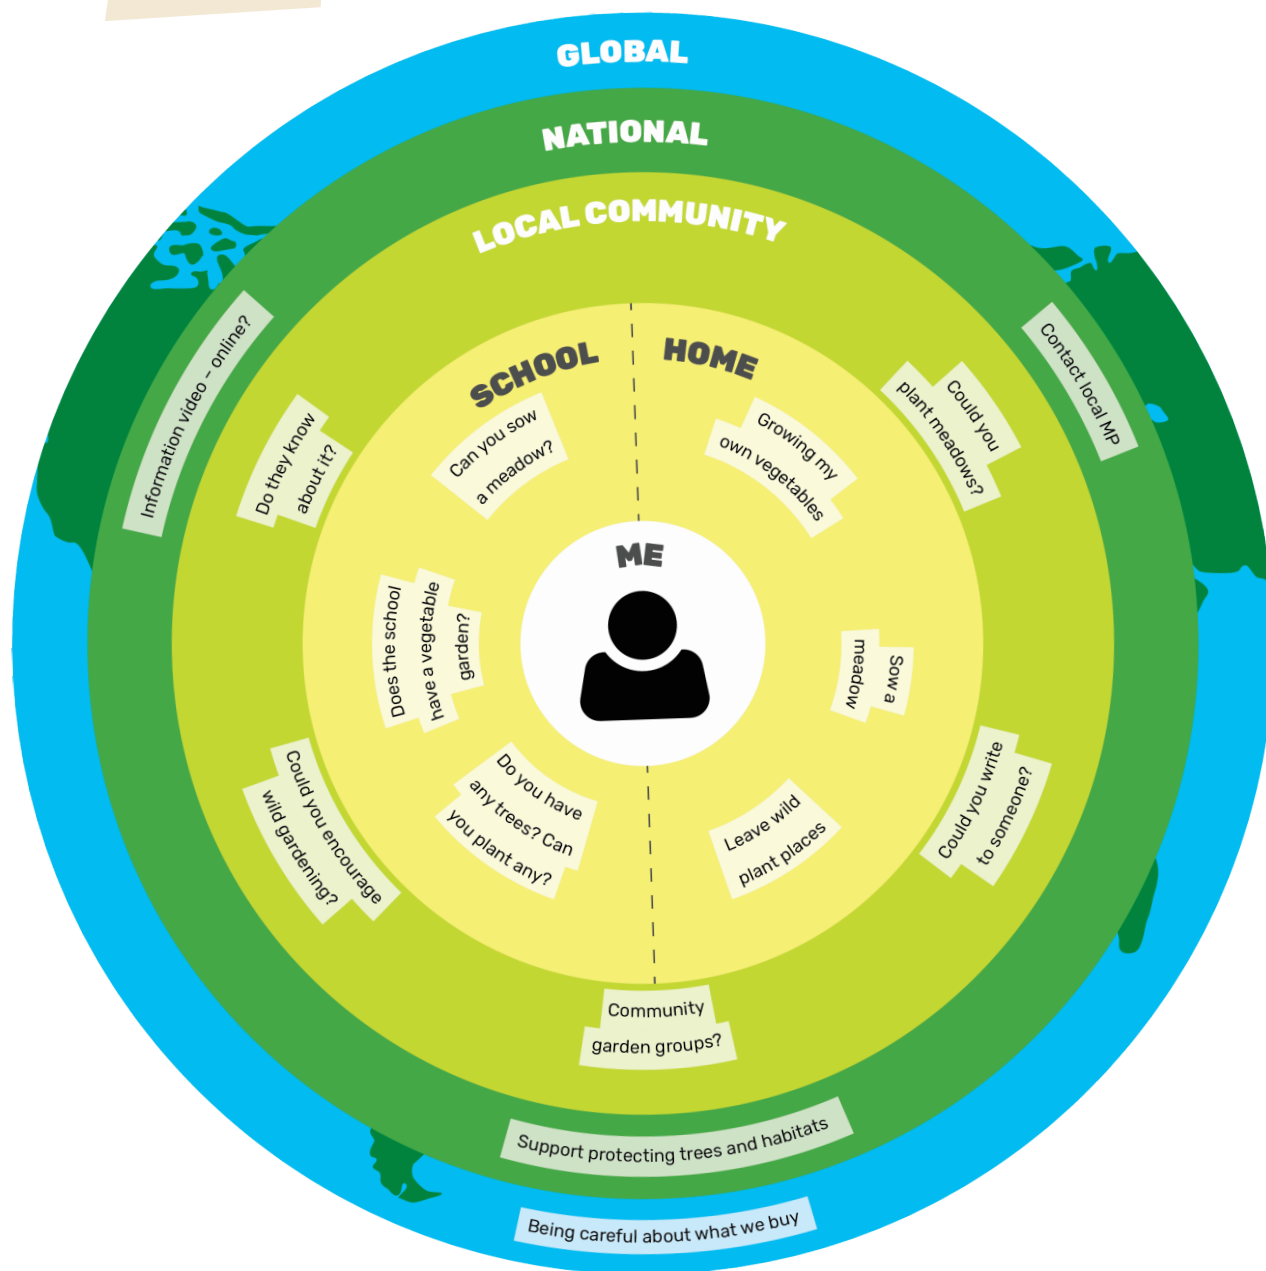 GLOBAL
NATIONAL
LOCAL COMMUNITY
SCHOOL
HOME
ME
Information video – online?
Contact local MP
Do they know
about it?
Could you
plant meadows?
Can you sow
a meadow?
Growing my
own vegetables
Does the school
have a vegetable
garden?
Sow a
meadow
Do you have
any trees? Can
you plant any?
Leave wild
plant places
Could you encourage
wild gardening?
Could you write
to someone?
Community
garden groups?
Support protecting trees and habitats
Being careful about what we buy